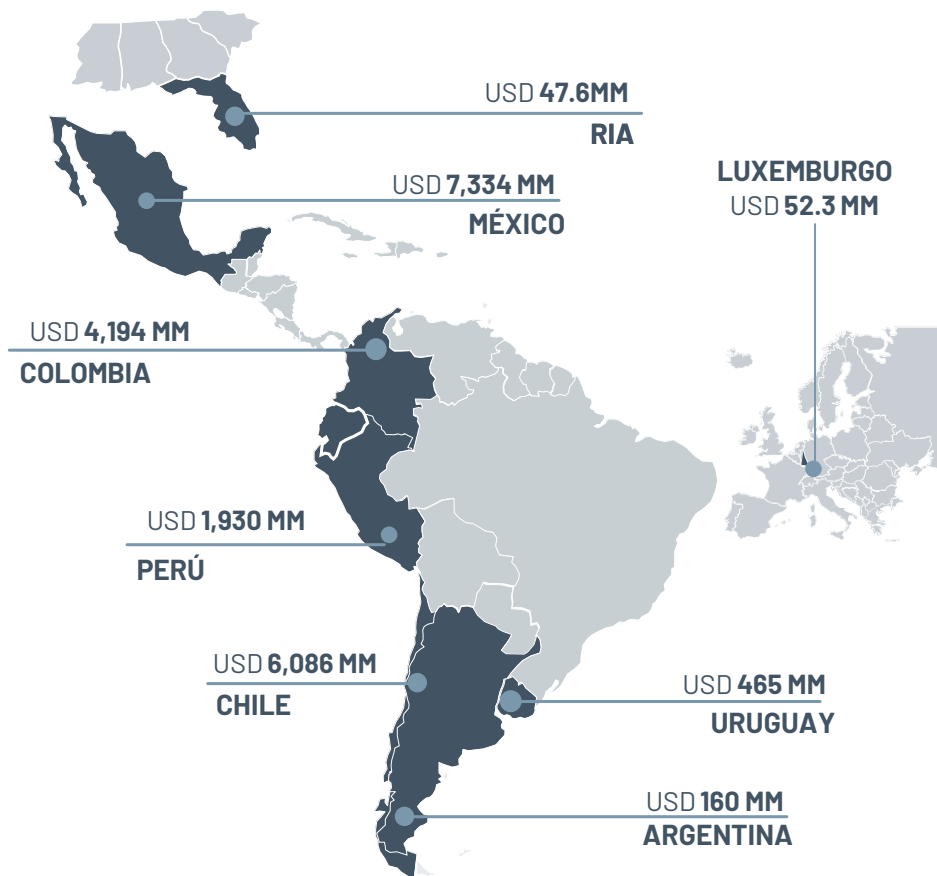 USD 47.6MM
RIA
LUXEMBURGO
USD 52.3 MM
USD 7,334 MM
MÉXICO
USD 4,194 MM
COLOMBIA
USD 1,930 MM
PERÚ
USD 6,086 MM
CHILE
USD 465 MM
URUGUAY
USD 160 MM
ARGENTINA